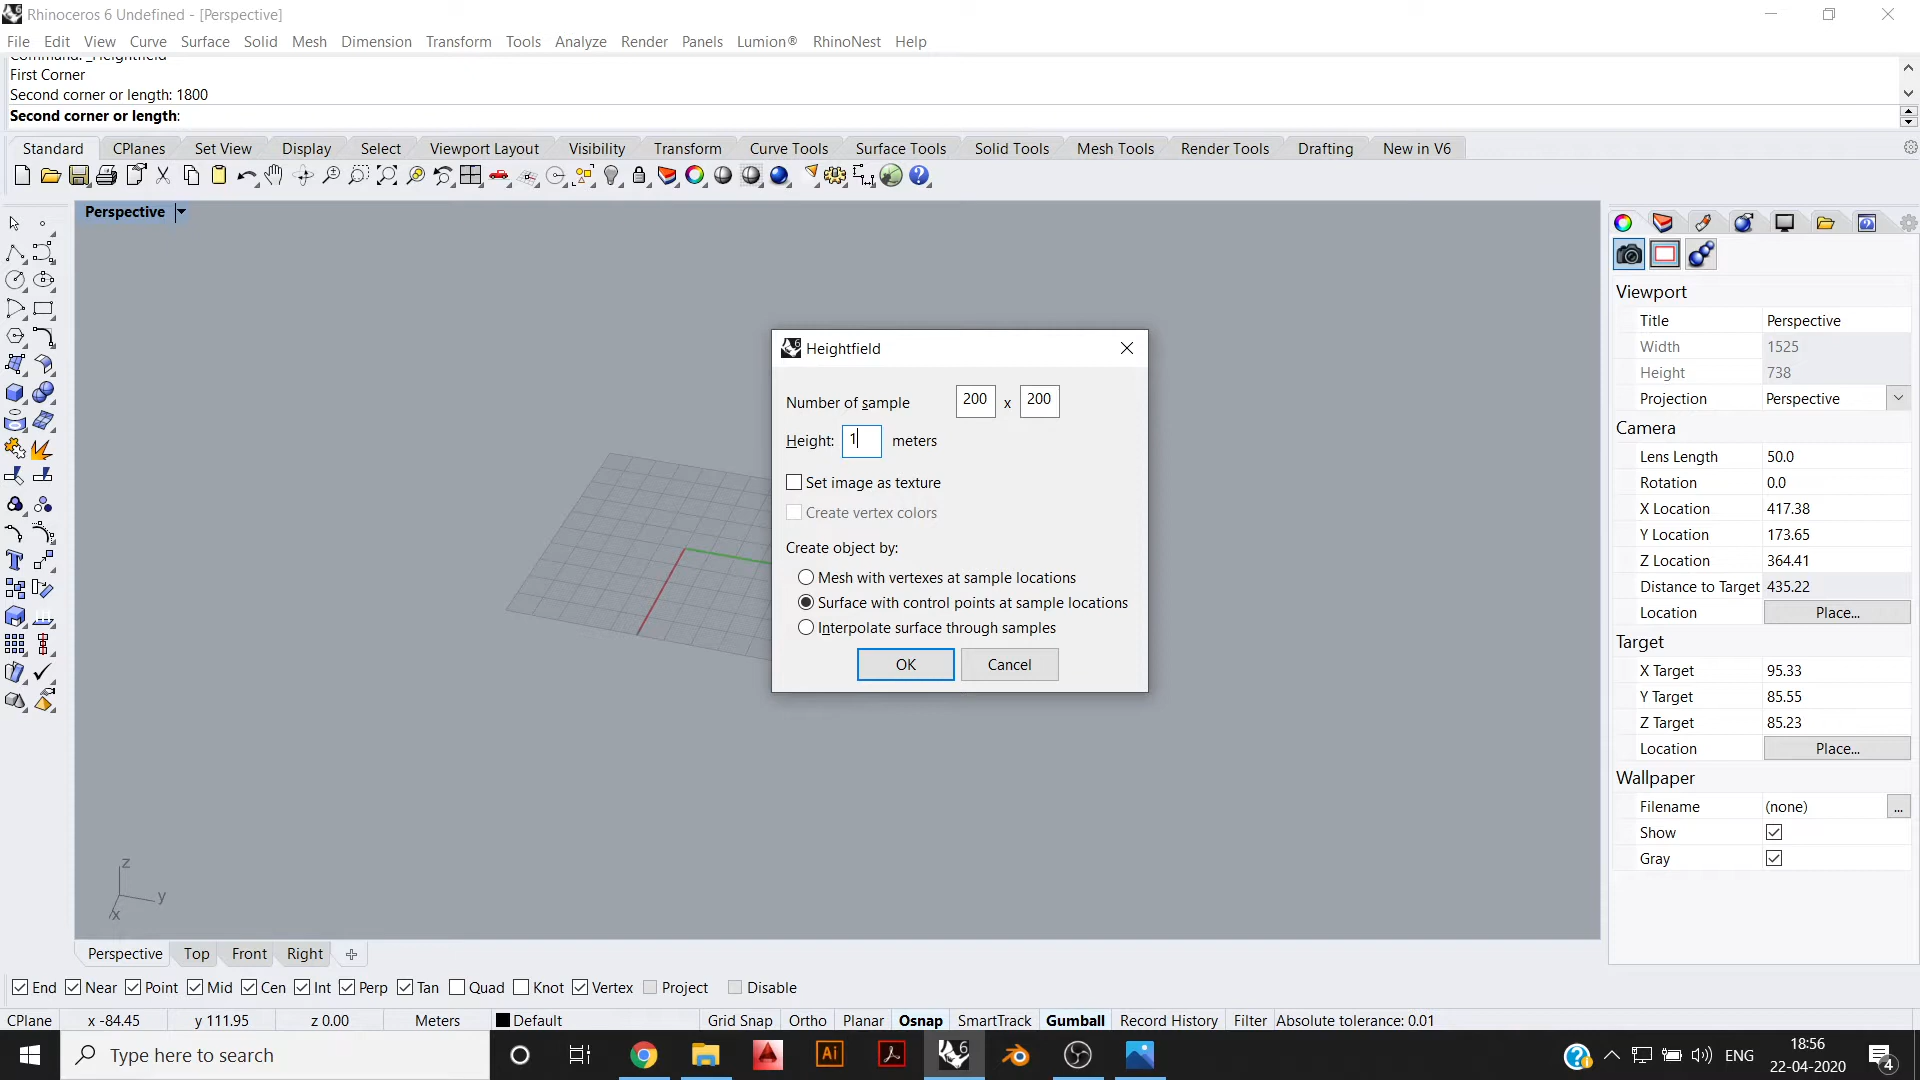 Rhinoceros 6 Undefined - [Perspective]
File Edit View Curve Surface Solid Mesh Dimension Transform Tools Analyze Render Panels Lumion® RhinoNest Help
Command: _Heightfield
First Corner
Second corner or length: 1800
Second corner or length:
Standard CPlanes Set View Display Select Viewport Layout Visibility Transform Curve Tools Surface Tools Solid Tools Mesh Tools Render Tools Drafting New in V6
Perspective
Heightfield
Number of sample 200 x 200
Height: 1 meters
Set image as texture
Create vertex colors
Create object by:
Mesh with vertexes at sample locations
Surface with control points at sample locations
Interpolate surface through samples
OK Cancel
z
y
x
Viewport
Title Perspective
Width 1525
Height 738
Projection Perspective
Camera
Lens Length 50.0
Rotation 0.0
X Location 417.38
Y Location 173.65
Z Location 364.41
Distance to Target 435.22
Location Place...
Target
X Target 95.33
Y Target 85.55
Z Target 85.23
Location Place...
Wallpaper
Filename (none) ...
Show
Gray
Perspective Top Front Right
End Near Point Mid Cen Int Perp Tan Quad Knot Vertex Project Disable
CPlane x -84.45 y 111.95 z 0.00 Meters Default Grid Snap Ortho Planar Osnap SmartTrack Gumball Record History Filter Absolute tolerance: 0.01
Type here to search
Ai
6
ENG
18:56
22-04-2020
4